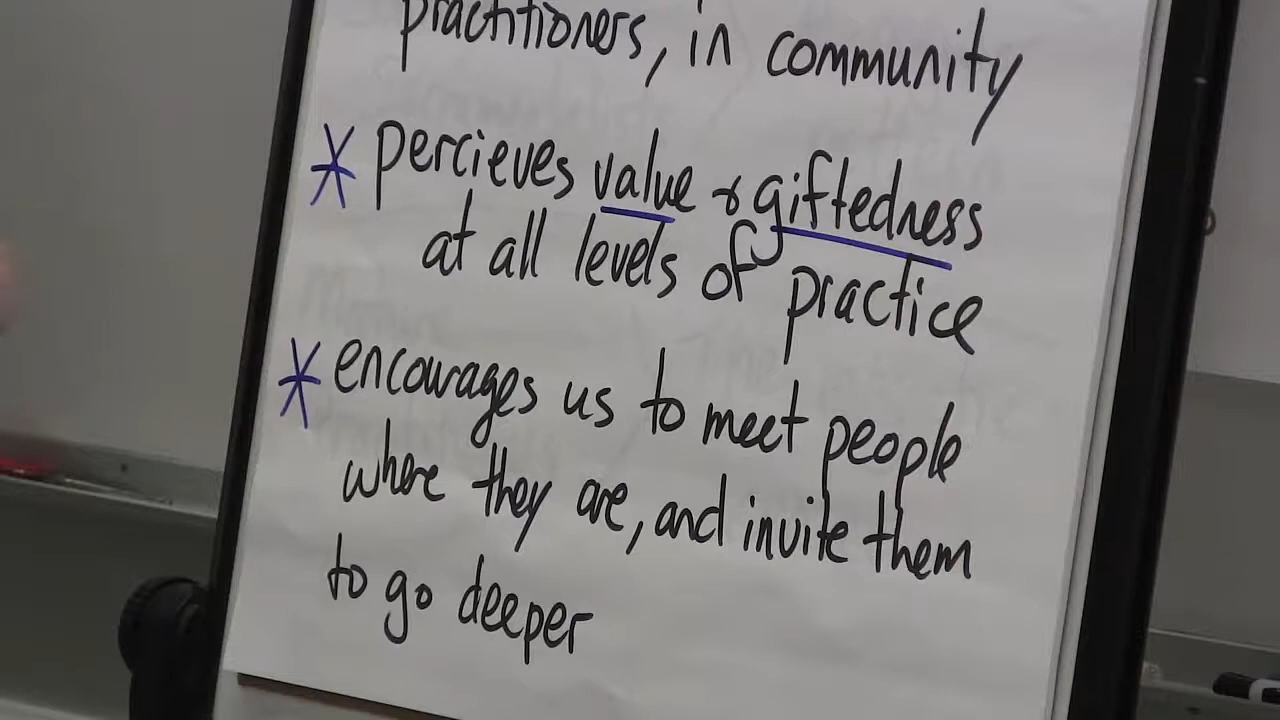 practitioners, in community
* percieves value & giftedness
at all levels of practice
* encourages us to meet people
where they are, and invite them
to go deeper